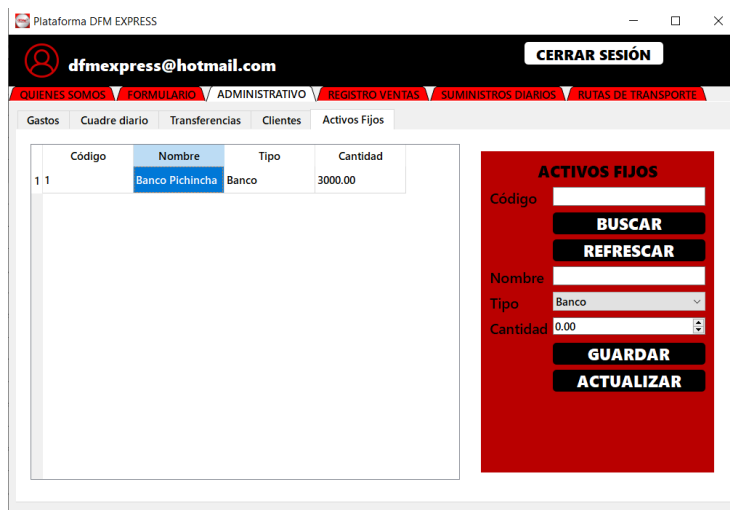 Plataforma DFM EXPRESS
dfmexpress@hotmail.com
CERRAR SESIÓN
QUIENES SOMOS FORMULARIO ADMINISTRATIVO REGISTRO VENTAS SUMINISTROS DIARIOS RUTAS DE TRANSPORTE
Gastos Cuadre diario Transferencias Clientes Activos Fijos
Código Nombre Tipo Cantidad
1 1 Banco Pichincha Banco 3000.00
ACTIVOS FIJOS
Código
BUSCAR
REFRESCAR
Nombre
Tipo Banco
Cantidad 0.00
GUARDAR
ACTUALIZAR